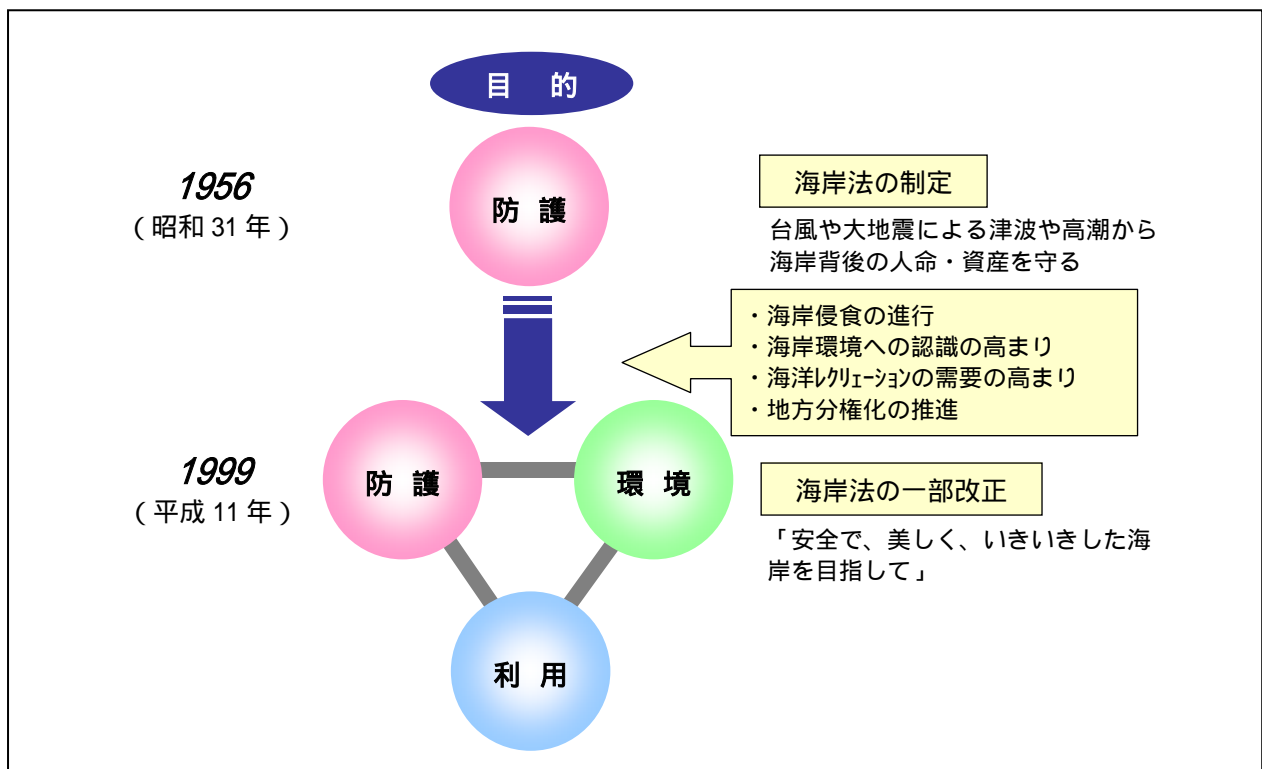 目 的
1956
（昭和 31 年）
防 護
海岸法の制定
台風や大地震による津波や高潮から
海岸背後の人命・資産を守る
・海岸侵食の進行
・海岸環境への認識の高まり
・海洋ﾚｸﾘｴｰｼｮﾝの需要の高まり
・地方分権化の推進
1999
（平成 11 年）
防 護
環 境
海岸法の一部改正
「安全で、美しく、いきいきした海
岸を目指して」
利 用